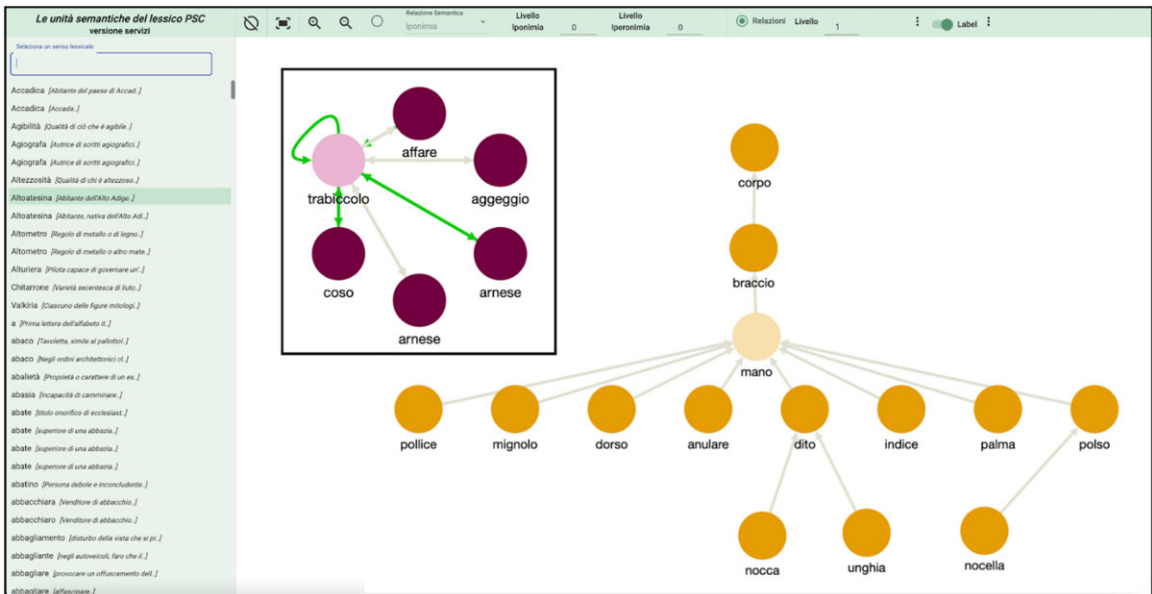 Le unità semantiche del lessico PSC
versione servizi
Relazione Semantica
Iponimia
Livello
Iponimia
0
Livello
Iperonimia
0
Relazioni Livello
1
Label
Seleziona un senso lessicale
Accadica [Abitante del paese di Accad..]
Accadica [Accada..]
Agibilità [Qualità di ciò che è agibile..]
Agiografa [Autrice di scritti agiografici..]
Agiografa [Autrice di scritti agiografici..]
Altezzosità [Qualità di chi è altezzoso..]
Altoatesina [Abitante dell'Alto Adige..]
Altoatesina [Abitante, nativa dell'Alto Adi..]
Altometro [Regolo di metallo o di legno..]
Altometro [Regolo di metallo o altro mate..]
Alturiera [Pilota capace di governare un'..]
Chitarrone [Varietà secentesca di liuto..]
Valkiria [Ciascuno delle figure mitologi..]
a [Prima lettera dell'alfabeto it..]
abaco [Tavoletta, simile al pallottol..]
abaco [Negli ordini architettonici cl..]
abalietà [Proprietà o carattere di un es..]
abasia [Incapacità di camminare..]
abate [titolo onorifico di ecclesiast..]
abate [superiore di una abbazia..]
abate [superiore di una abbazia..]
abate [superiore di una abbazia..]
abatino [Persona debole e inconcludente..]
abbacchiara [Venditore di abbacchio..]
abbacchiaro [Venditore di abbacchio..]
abbagliamento [disturbo della vista che si pr..]
abbagliante [negli autoveicoli, faro che il..]
abbagliare [provocare un offuscamento dell..]
abbagliare [affascinare..]
affare
trabiccolo
aggeggio
coso
arnese
arnese
corpo
braccio
mano
pollice
mignolo
dorso
anulare
dito
indice
palma
polso
nocca
unghia
nocella